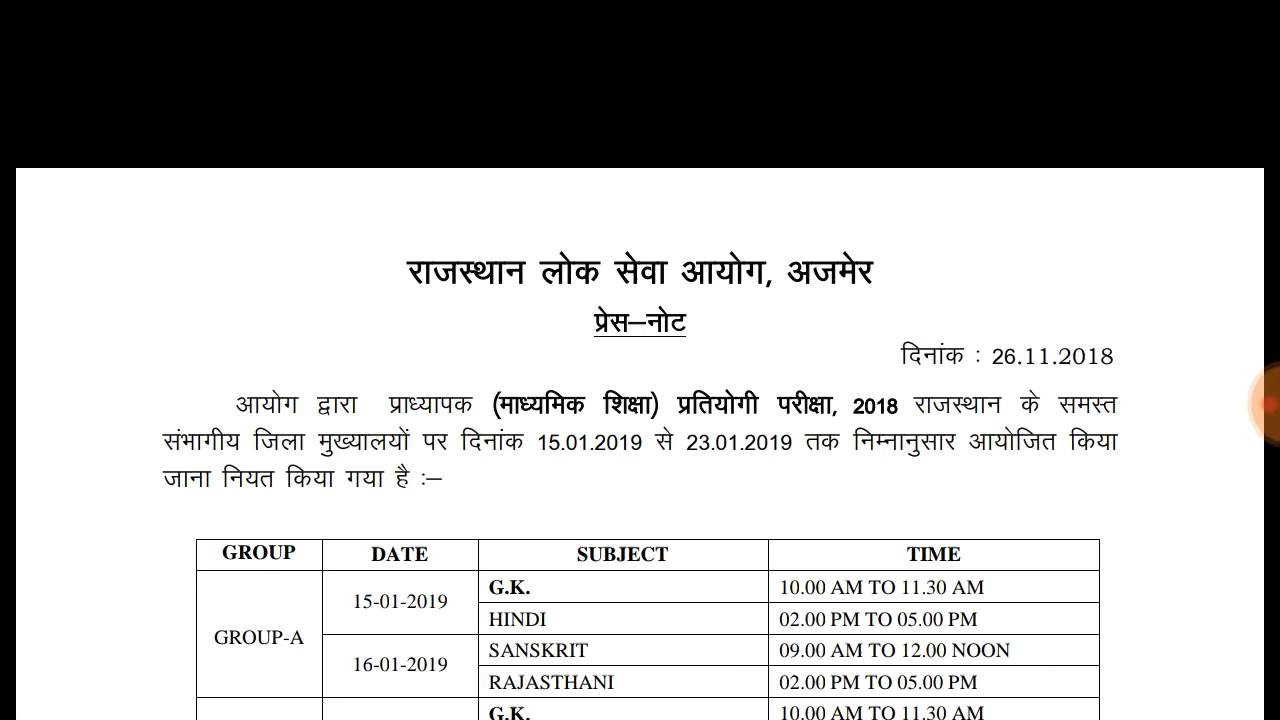 राजस्थान लोक सेवा आयोग, अजमेर
प्रेस–नोट
दिनांक : 26.11.2018
आयोग द्वारा प्राध्यापक (माध्यमिक शिक्षा) प्रतियोगी परीक्षा, 2018 राजस्थान के समस्त
संभागीय जिला मुख्यालयों पर दिनांक 15.01.2019 से 23.01.2019 तक निम्नानुसार आयोजित किया
जाना नियत किया गया है :–
GROUP DATE SUBJECT TIME
GROUP-A 15-01-2019 G.K. 10.00 AM TO 11.30 AM
HINDI 02.00 PM TO 05.00 PM
16-01-2019 SANSKRIT 09.00 AM TO 12.00 NOON
RAJASTHANI 02.00 PM TO 05.00 PM
G.K. 10.00 AM TO 11.30 AM